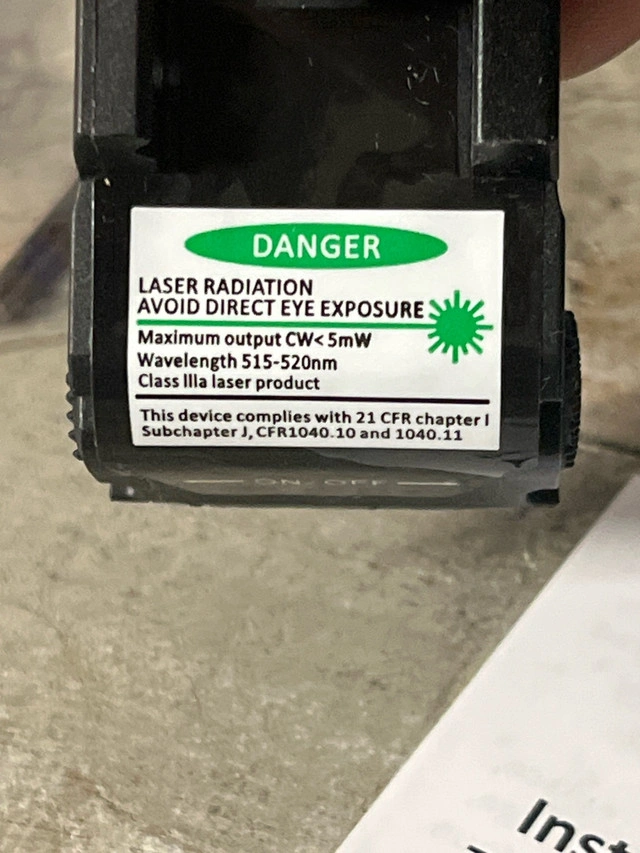 DANGER
LASER RADIATION
AVOID DIRECT EYE EXPOSURE
Maximum output CW< 5mW
Wavelength 515-520nm
Class IIIa laser product
This device complies with 21 CFR chapter I
Subchapter J, CFR1040.10 and 1040.11
ON OFF
Inst